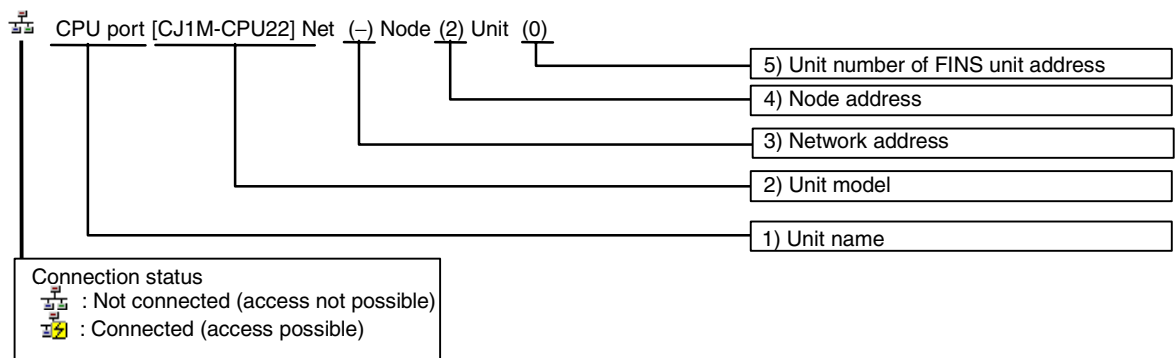 CPU port [CJ1M-CPU22] Net (–) Node (2) Unit (0)
5) Unit number of FINS unit address
4) Node address
3) Network address
2) Unit model
1) Unit name
Connection status
: Not connected (access not possible)
: Connected (access possible)